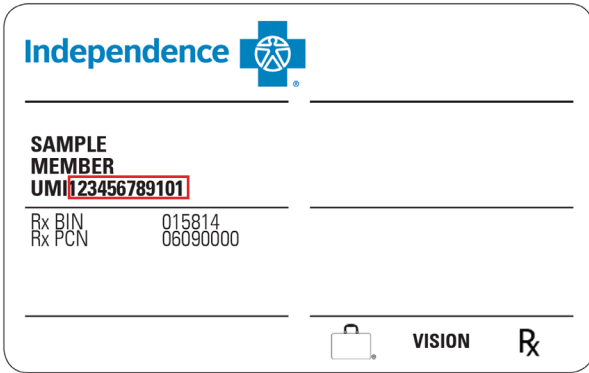 Independence
®
SAMPLE
MEMBER
UMI123456789101
Rx BIN 015814
Rx PCN 06090000
® VISION Rx